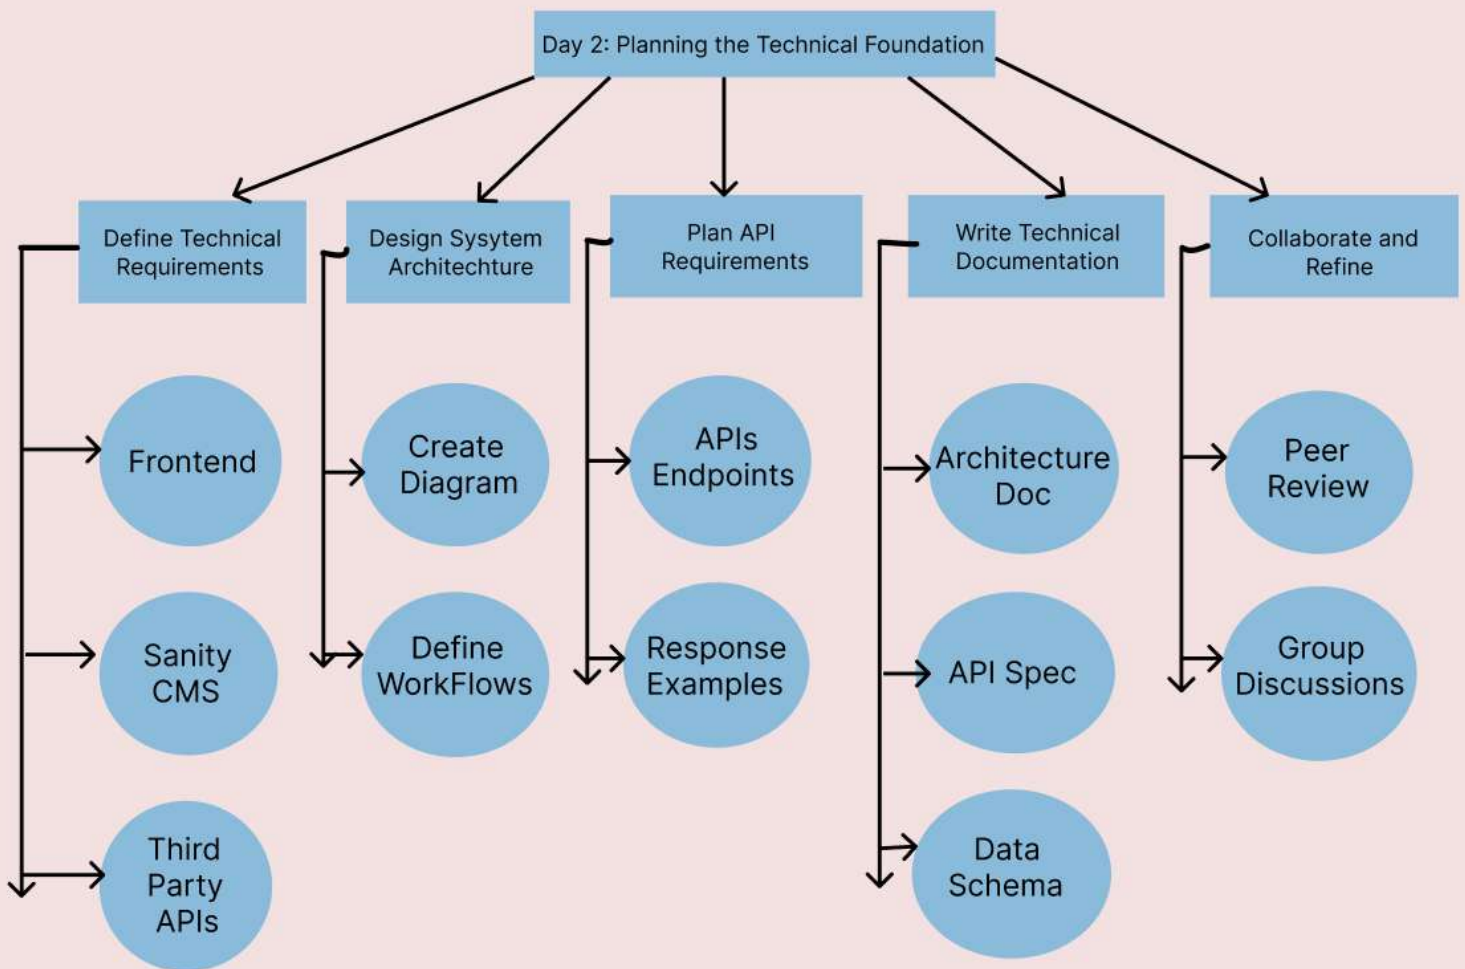 Day 2: Planning the Technical Foundation
Define Technical
Requirements
Design Sysytem
Architechture
Plan API
Requirements
Write Technical
Documentation
Collaborate and
Refine
Frontend
Sanity
CMS
Third
Party
APIs
Create
Diagram
Define
WorkFlows
APIs
Endpoints
Response
Examples
Architecture
Doc
API Spec
Data
Schema
Peer
Review
Group
Discussions